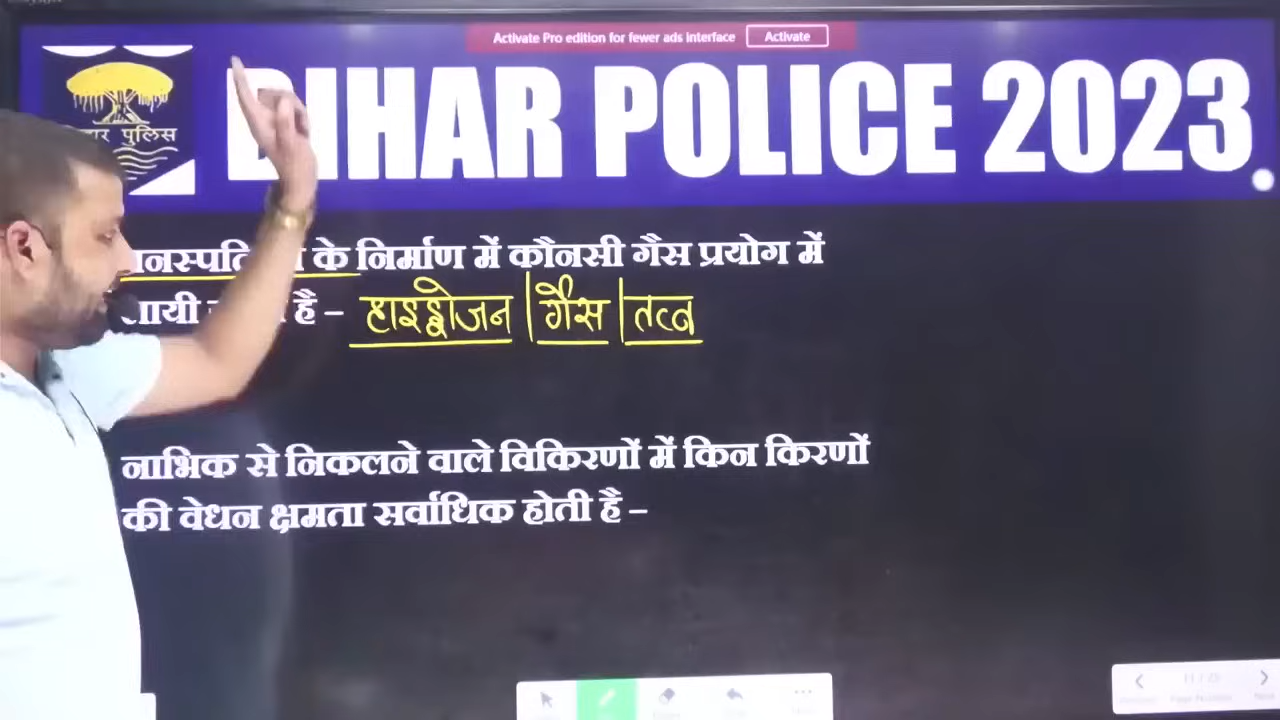 Activate Pro edition for fewer ads interface Activate
BIHAR POLICE 2023
पुलिस
के निर्माण में कौनसी गैस प्रयोग में
है – हाइड्रोजन | गैस | तत्व
नाभिक से निकलने वाले विकिरणों में किन किरणों
की वेधन क्षमता सर्वाधिक होती है –